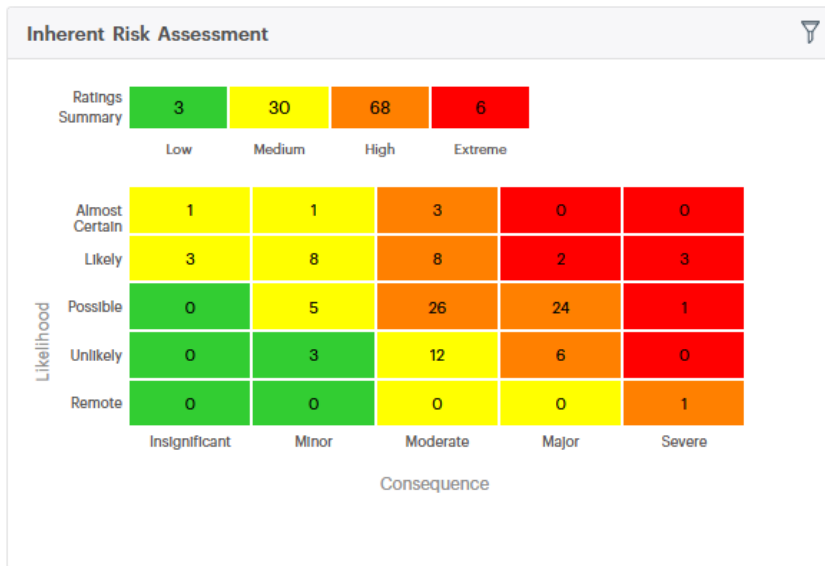 Inherent Risk Assessment
Ratings
Summary
3 30 68 6
Low Medium High Extreme
Almost
Certain
1 1 3 0 0
Likely 3 8 8 2 3
Possible 0 5 26 24 1
Unlikely 0 3 12 6 0
Remote 0 0 0 0 1
Likelihood
Insignificant Minor Moderate Major Severe
Consequence